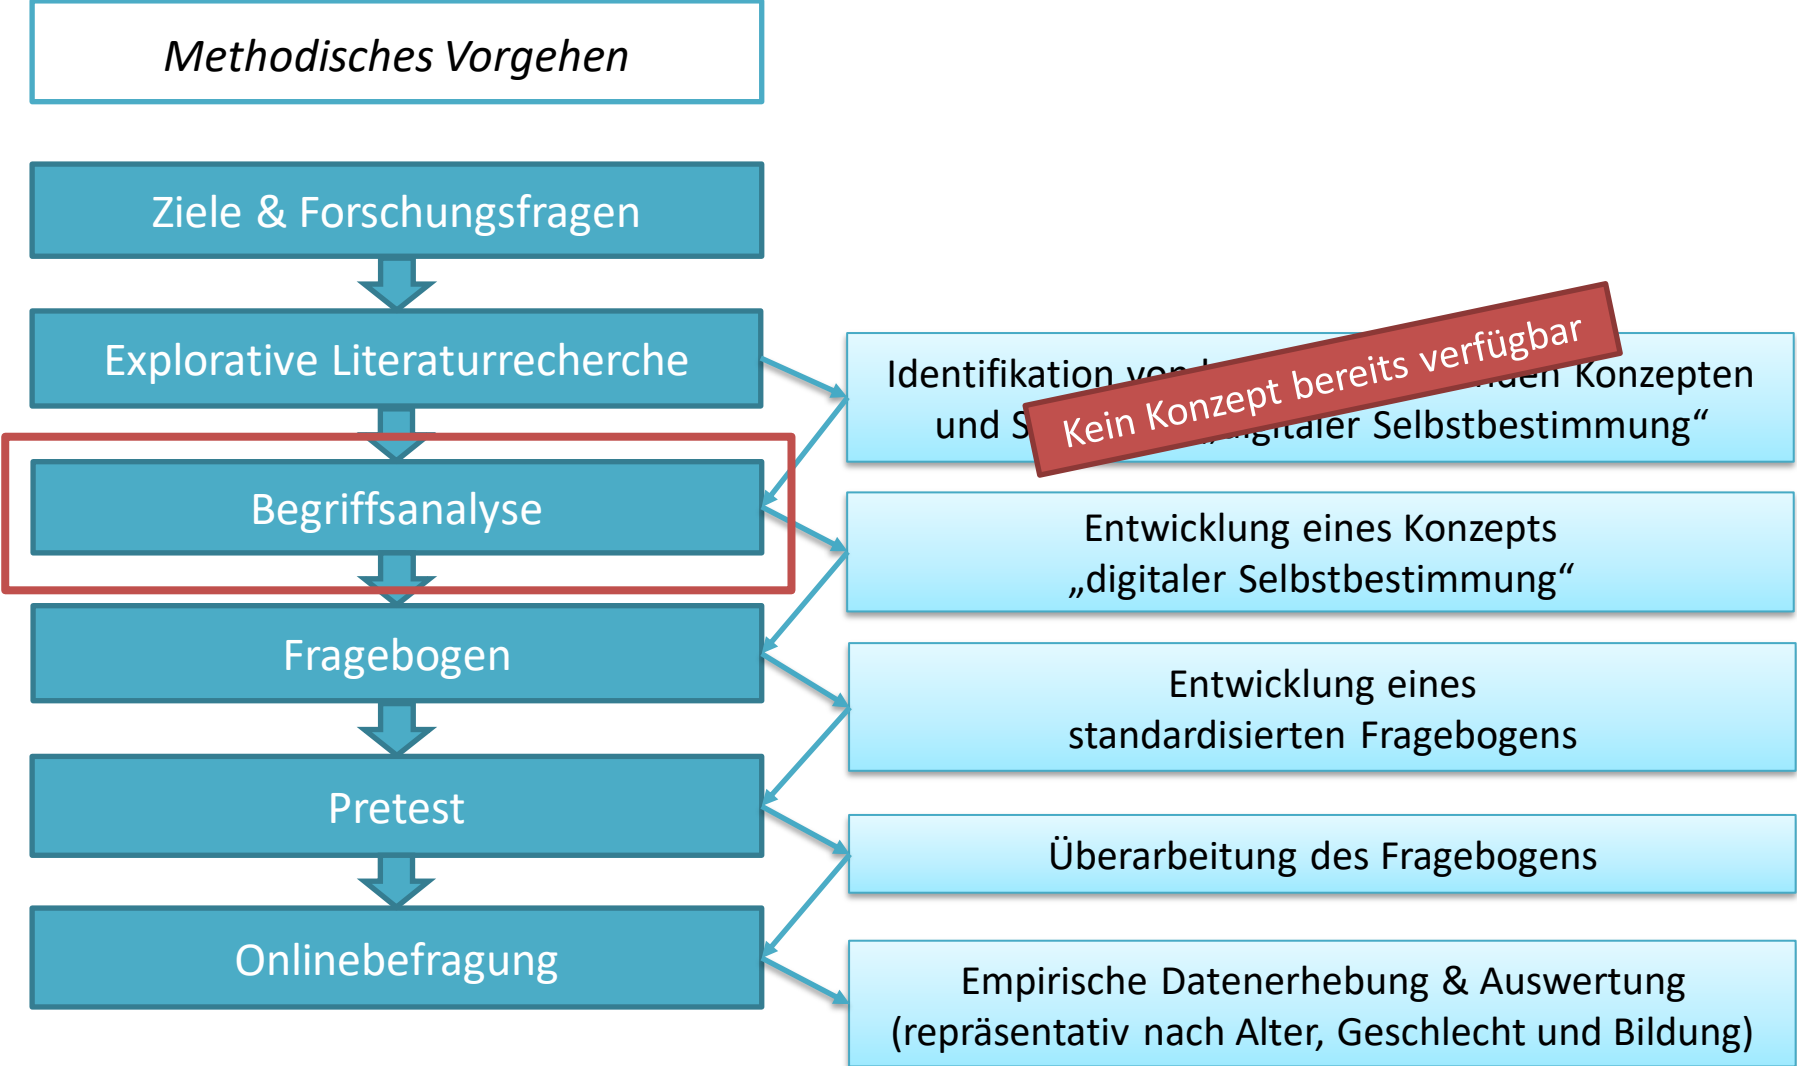 Methodisches Vorgehen
Ziele & Forschungsfragen
Explorative Literaturrecherche
Begriffsanalyse
Fragebogen
Pretest
Onlinebefragung
Identifikation Konzepten
und Selbstbestimmung“
Kein Konzept bereits verfügbar
Entwicklung eines Konzepts
„digitaler Selbstbestimmung“
Entwicklung eines
standardisierten Fragebogens
Überarbeitung des Fragebogens
Empirische Datenerhebung & Auswertung
(repräsentativ nach Alter, Geschlecht und Bildung)